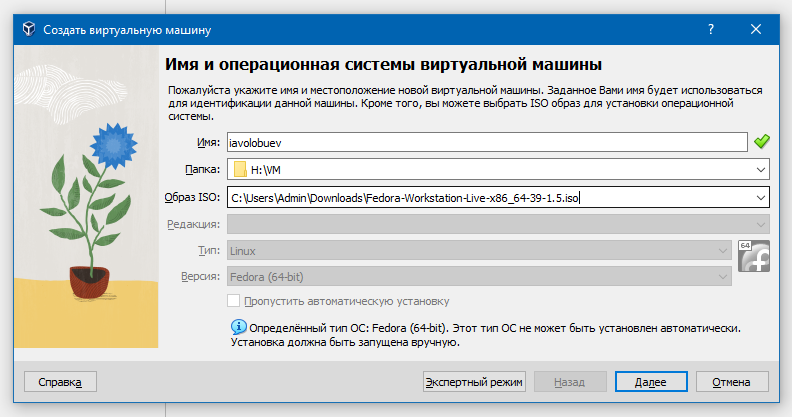 Создать виртуальную машину
Имя и операционная системы виртуальной машины
Пожалуйста укажите имя и местоположение новой виртуальной машины. Заданное Вами имя будет использоваться
для идентификации данной машины. Кроме того, вы можете выбрать ISO образ для установки операционной
системы.
Имя: iavolobuev
Папка: H:\VM
Образ ISO: C:\Users\Admin\Downloads\Fedora-Workstation-Live-x86_64-39-1.5.iso
Редакция:
Тип: Linux
64
Версия: Fedora (64-bit)
Пропустить автоматическую установку
Определённый тип ОС: Fedora (64-bit). Этот тип ОС не может быть установлен автоматически.
Установка должна быть запущена вручную.
Справка Экспертный режим Назад Далее Отмена